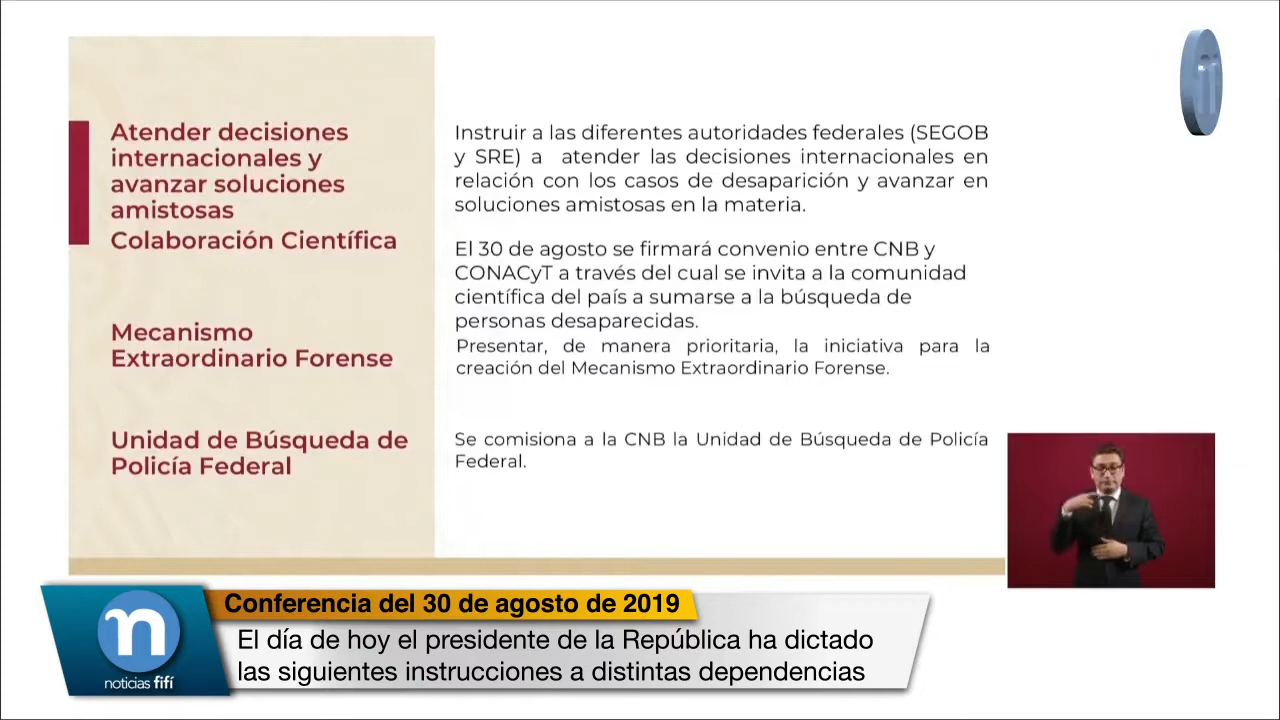 Atender decisiones
internacionales y
avanzar soluciones
amistosas
Instruir a las diferentes autoridades federales (SEGOB
y SRE) a atender las decisiones internacionales en
relación con los casos de desaparición y avanzar en
soluciones amistosas en la materia.
Colaboración Científica
El 30 de agosto se firmará convenio entre CNB y
CONACyT a través del cual se invita a la comunidad
científica del país a sumarse a la búsqueda de
personas desaparecidas.
Mecanismo
Extraordinario Forense
Presentar, de manera prioritaria, la iniciativa para la
creación del Mecanismo Extraordinario Forense.
Unidad de Búsqueda de
Policía Federal
Se comisiona a la CNB la Unidad de Búsqueda de Policía
Federal.
n
noticias fifí
Conferencia del 30 de agosto de 2019
El día de hoy el presidente de la República ha dictado
las siguientes instrucciones a distintas dependencias